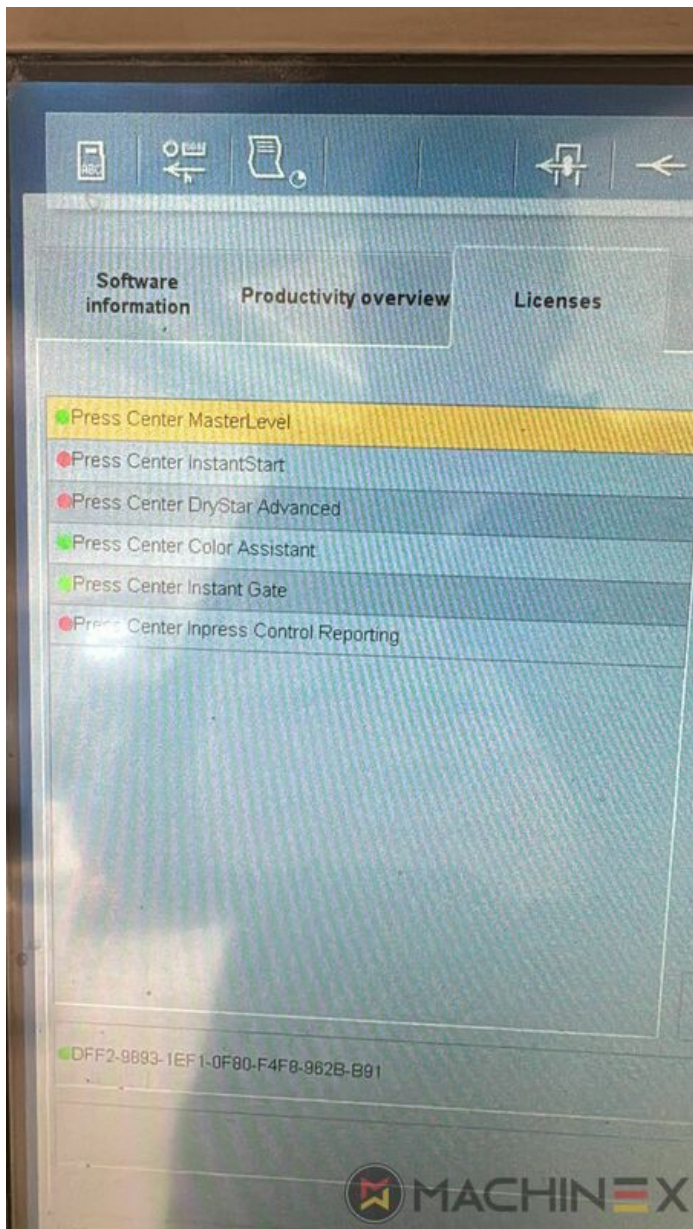 ABC
h
Software
information
Productivity overview
Licenses
Press Center MasterLevel
Press Center InstantStart
Press Center DryStar Advanced
Press Center Color Assistant
Press Center Instant Gate
Press Center Inpress Control Reporting
DFF2-9893-1EF1-0F80-F4F8-962B-B91
MACHINEX